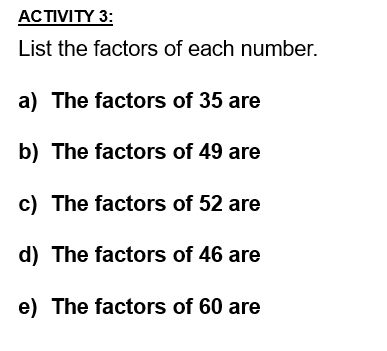 ACTIVITY 3:
List the factors of each number.
a) The factors of 35 are
b) The factors of 49 are
c) The factors of 52 are
d) The factors of 46 are
e) The factors of 60 are